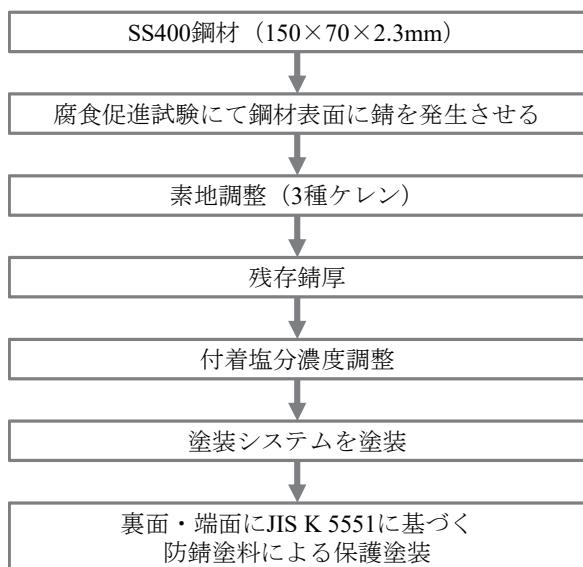 SS400鋼材（150×70×2.3mm）
腐食促進試験にて鋼材表面に錆を発生させる
素地調整（3種ケレン）
残存錆厚
付着塩分濃度調整
塗装システムを塗装
裏面・端面にJIS K 5551に基づく
防錆塗料による保護塗装